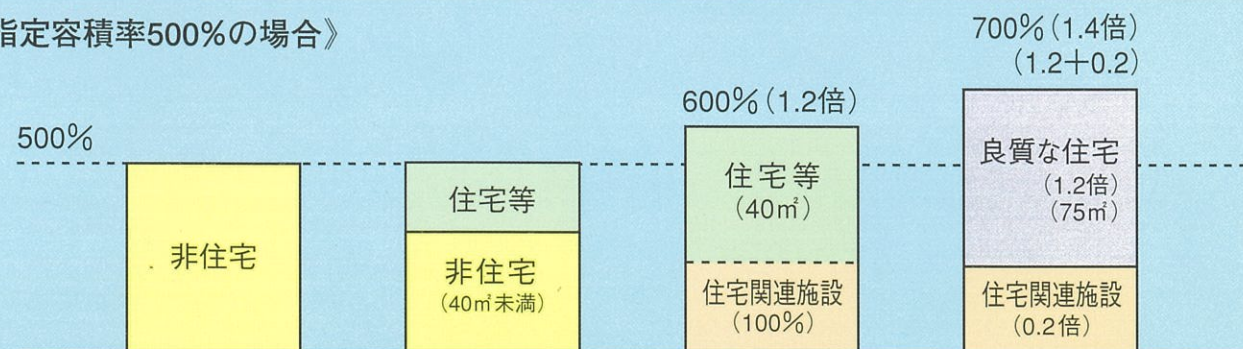 指定容積率500%の場合》
700%(1.4倍)
(1.2+0.2)
600%(1.2倍)
500%
非住宅
住宅等
非住宅
(40㎡未満)
住宅等
(40㎡)
住宅関連施設
(100%)
良質な住宅
(1.2倍)
(75㎡)
住宅関連施設
(0.2倍)